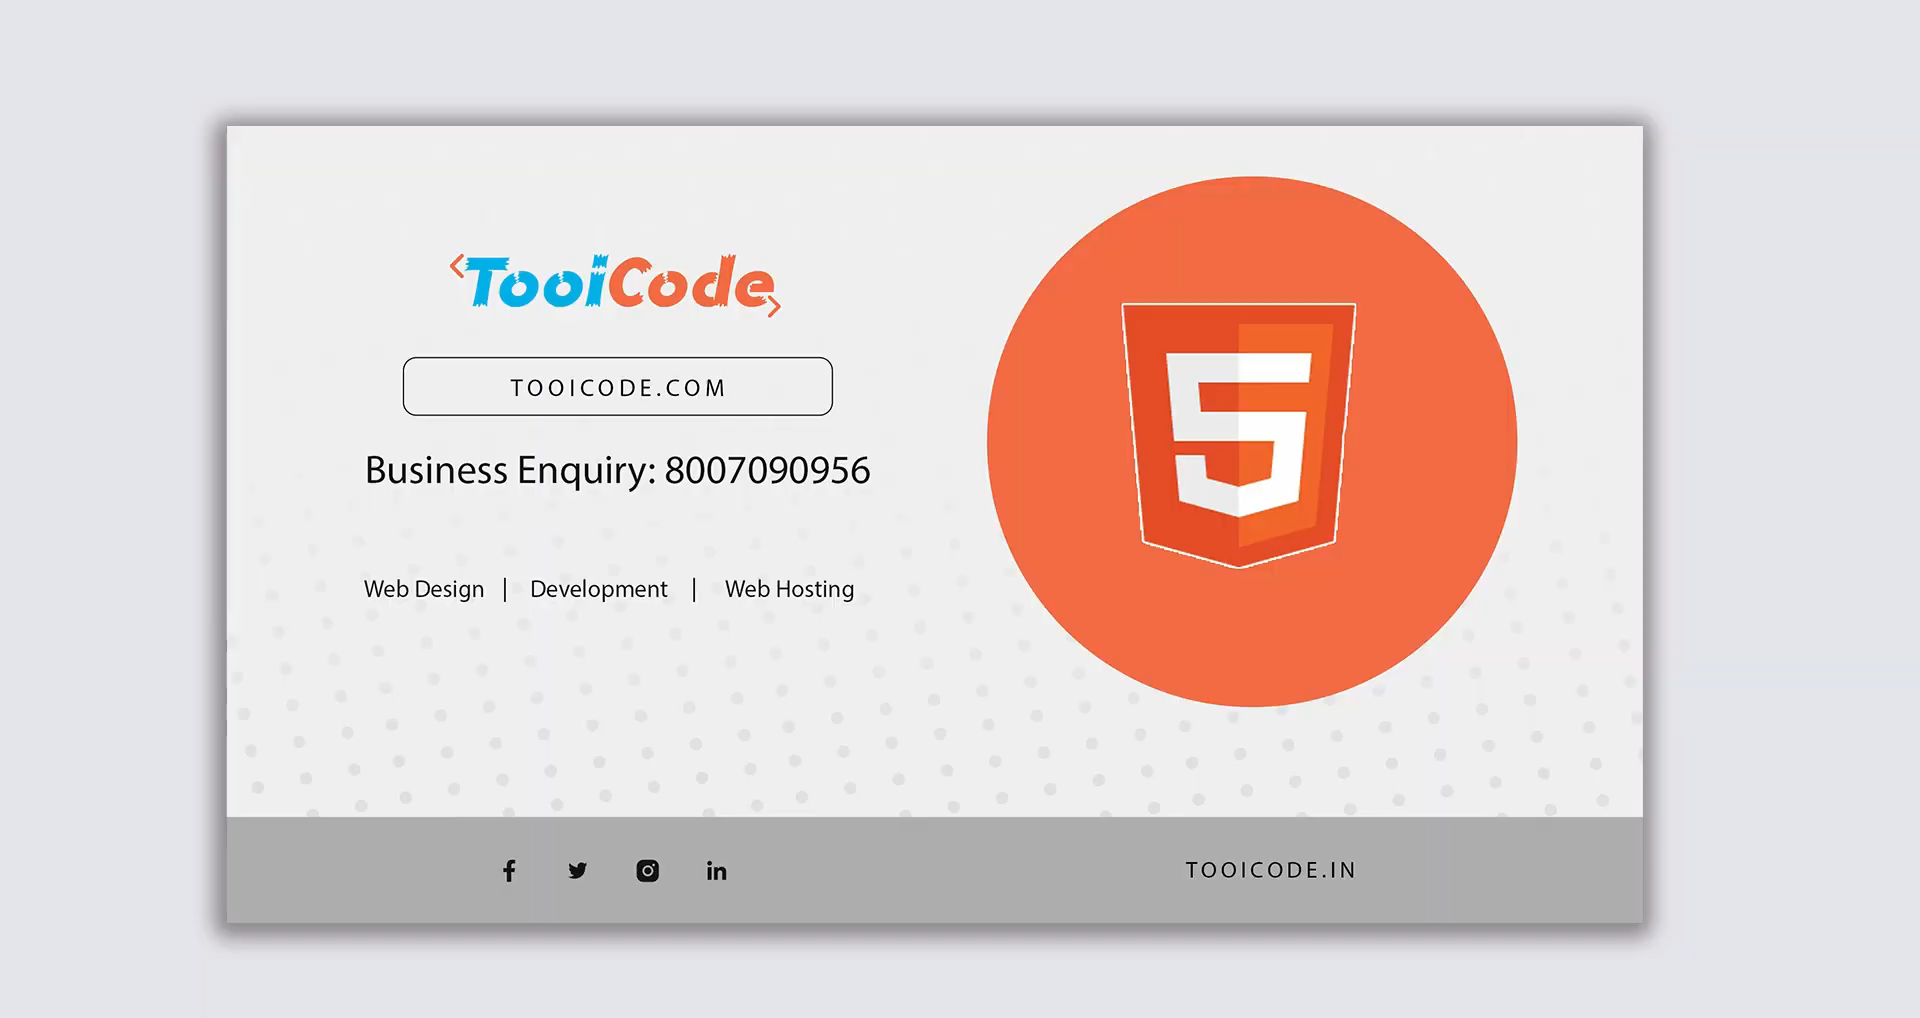 <TooiCode>
TOOICODE.COM
Business Enquiry: 8007090956
Web Design | Development | Web Hosting
5
TOOICODE.IN